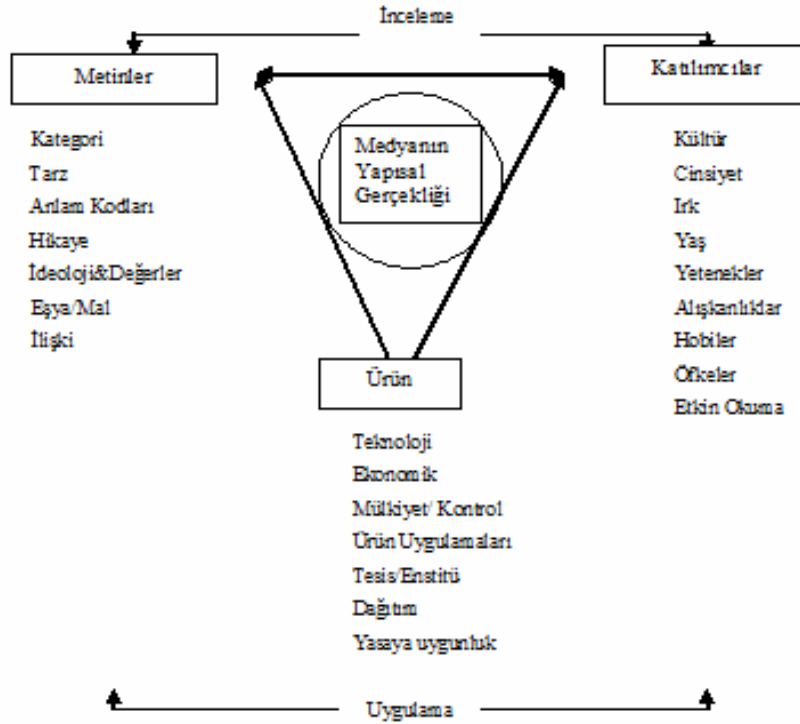 İnceleme
Metinler
Katılımcılar
Medyanın
Yapısal
Gerçekliği
Kategori
Tarz
Anlam Kodları
Hikaye
İdeoloji&Değerler
Eşya/Mal
İlişki
Kültür
Cinsiyet
Irk
Yaş
Yetenekler
Alışkanlıklar
Hobiler
Öfkeler
Etkin Okuma
Ürün
Teknoloji
Ekonomik
Mülkiyet/ Kontrol
Ürün Uygulamaları
Tesis/Enstitü
Dağıtım
Yasaya uygunluk
Uygulama